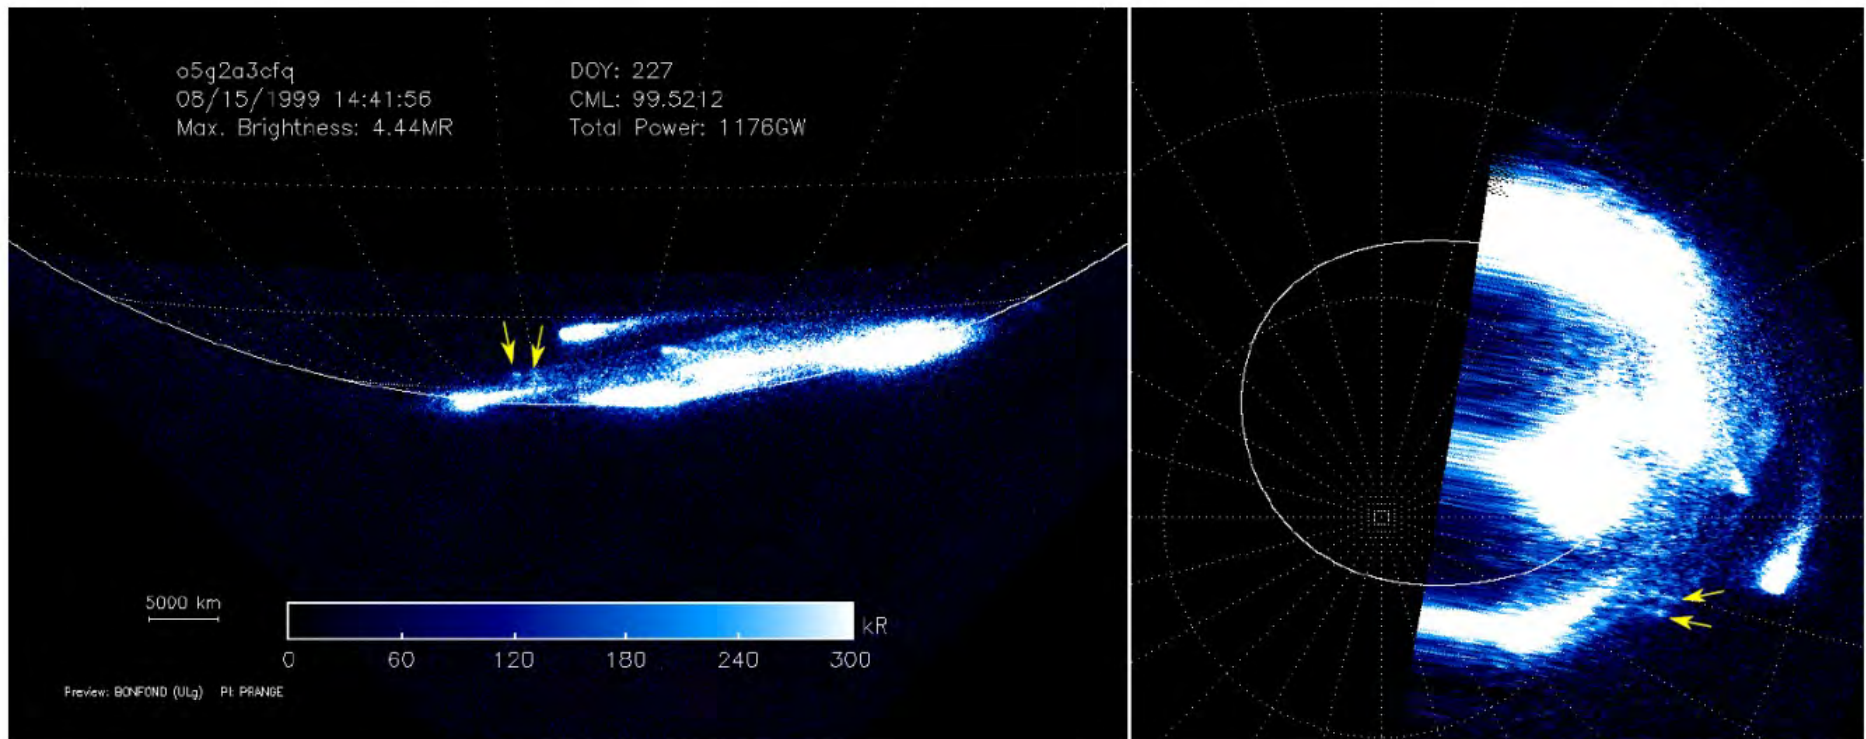 o5g2a3cfq
08/15/1999 14:41:56
Max. Brightness: 4.44MR
DOY: 227
CML: 99.5212
Total Power: 1176GW
5000 km
kR
0 60 120 180 240 300
Preview: BONFOND (ULg) PI: PRANGE